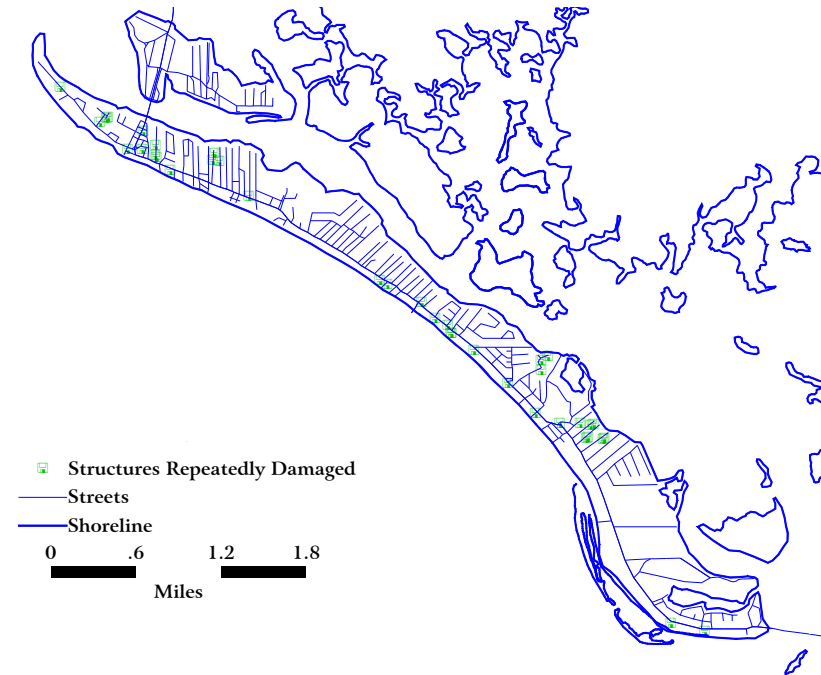 Structures Repeatedly Damaged
Streets
Shoreline
0 .6 1.2 1.8
Miles